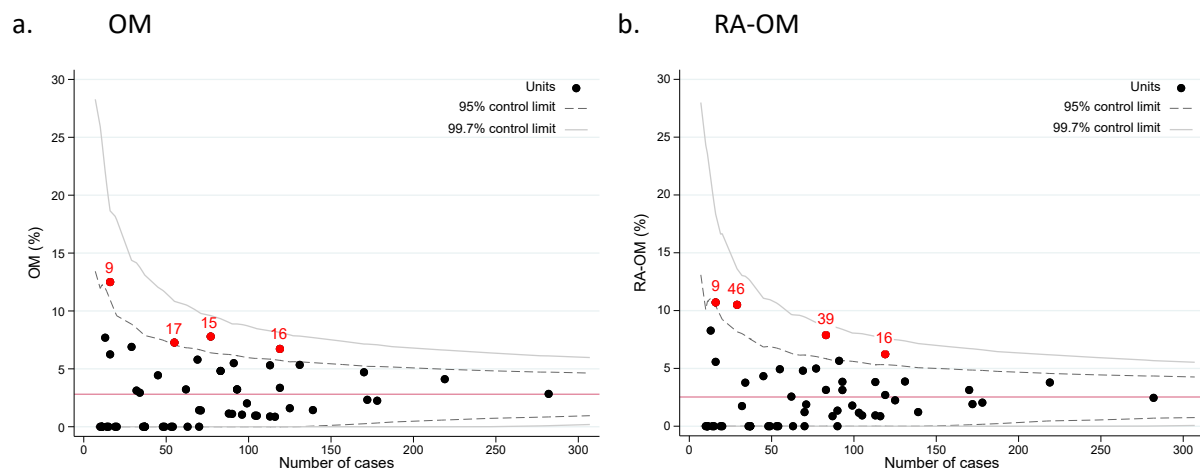 a. OM
30
25
20
15
10
5
0
OM (%)
0 50 100 150 200 250 300
Number of cases
Units
95% control limit
99.7% control limit
9
17
15
16
b. RA-OM
30
25
20
15
10
5
0
RA-OM (%)
0 50 100 150 200 250 300
Number of cases
Units
95% control limit
99.7% control limit
9
46
39
16